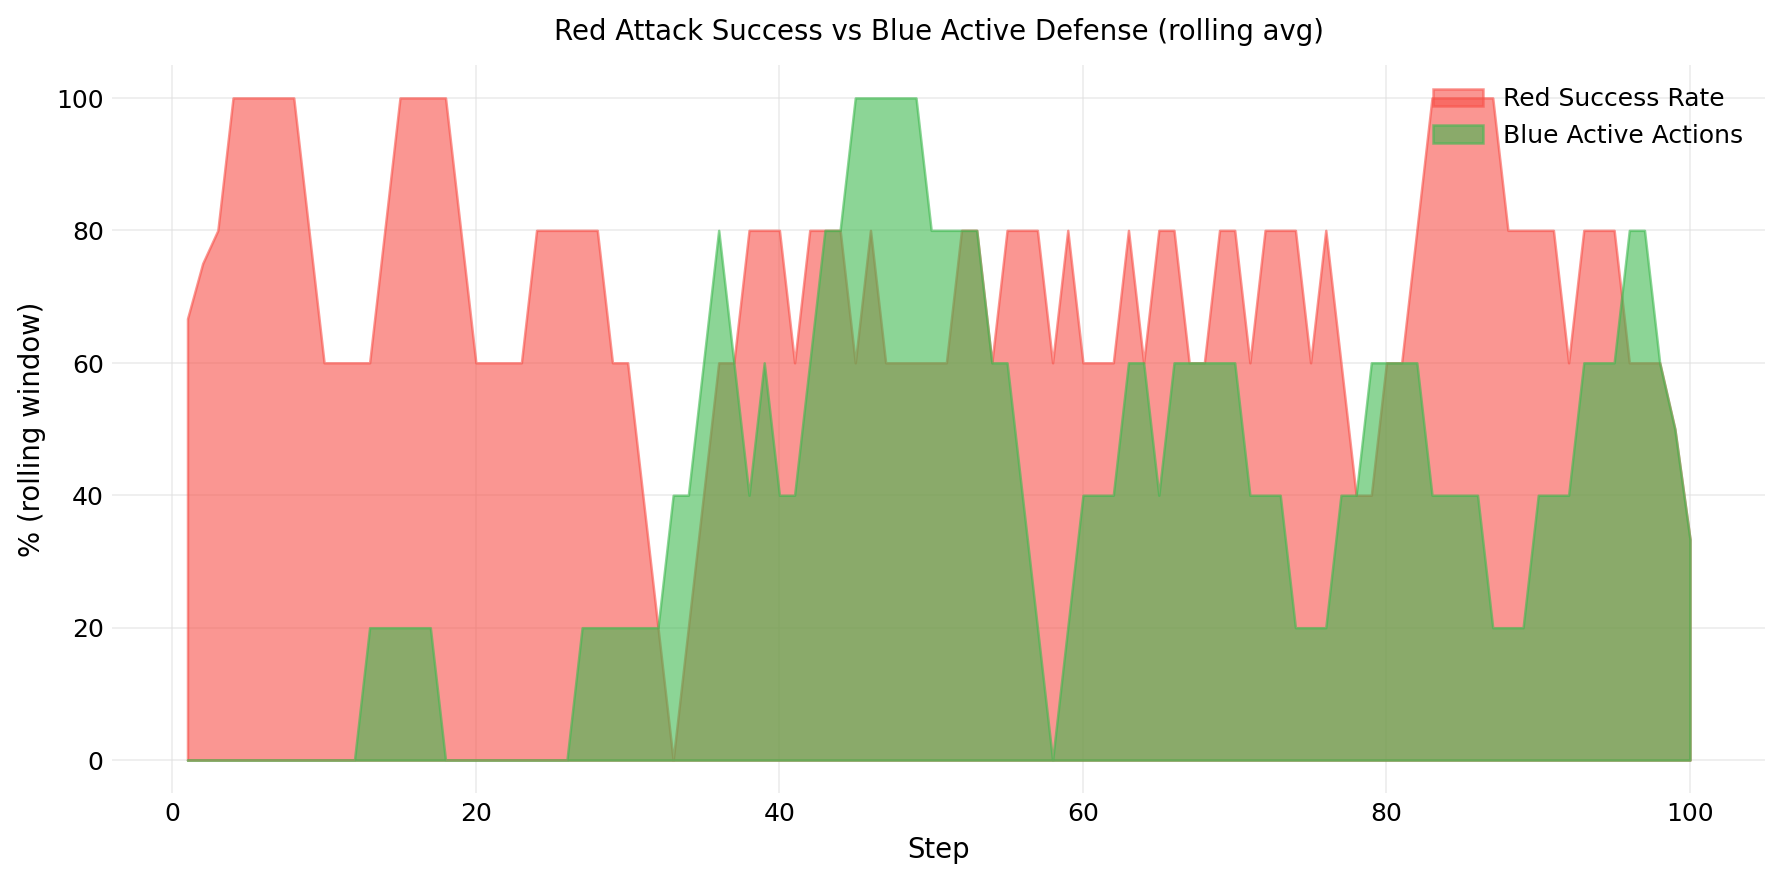 Red Attack Success vs Blue Active Defense (rolling avg)
Red Success Rate
Blue Active Actions
% (rolling window)
100
80
60
40
20
0
0 20 40 60 80 100
Step